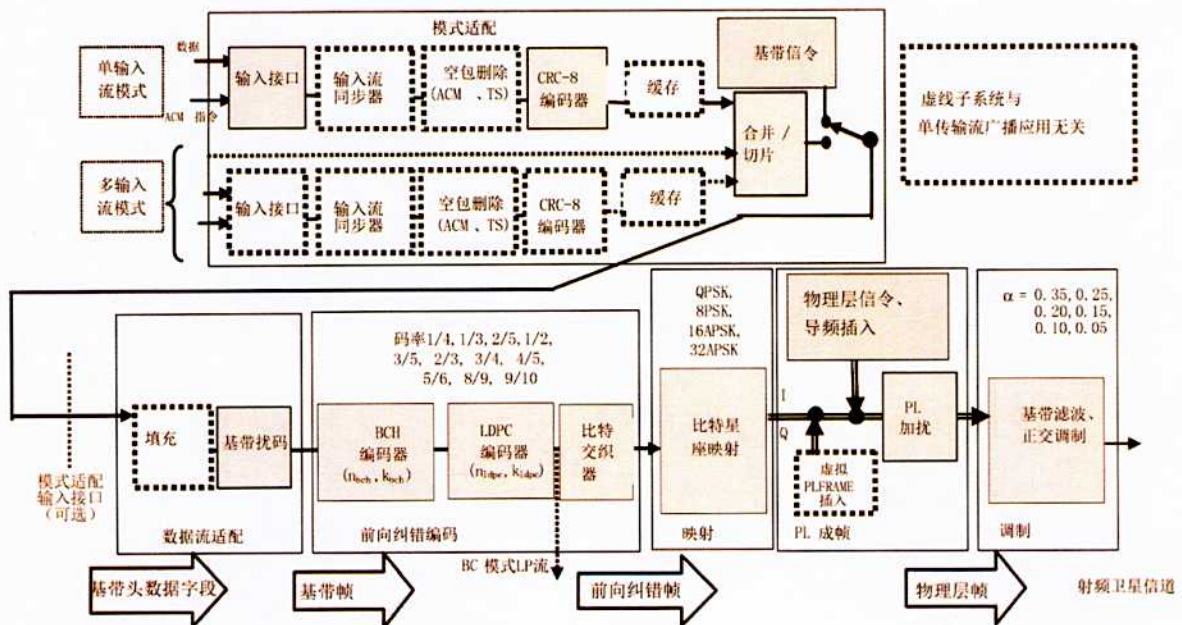 模式适配
单输入
流模式
数据
ACM 指令
输入接口
输入流
同步器
空包删除
(ACM 、TS)
CRC-8
编码器
缓存
基带信令
合并 /
切片
虚线子系统与
单传输流广播应用无关
多输入
流模式
输入接口
输入流
同步器
空包删除
(ACM 、TS)
CRC-8
编码器
缓存
模式适配
输入接口
(可选)
填充
基带扰码
数据流适配
码率1/4, 1/3, 2/5, 1/2,
3/5, 2/3, 3/4, 4/5,
5/6, 8/9, 9/10
BCH
编码器
(nbch, kbch)
LDPC
编码器
(nldpc, kldpc)
比特
交织
器
前向纠错编码
BC 模式LP流
QPSK,
8PSK,
16APSK,
32APSK
比特星
座映射
映射
I
Q
物理层信令、
导频插入
虚拟
PLFRAME
插入
PL
加扰
PL 成帧
α = 0.35, 0.25,
0.20, 0.15,
0.10, 0.05
基带滤波、
正交调制
调制
基带头数据字段
基带帧
前向纠错帧
物理层帧
射频卫星信道